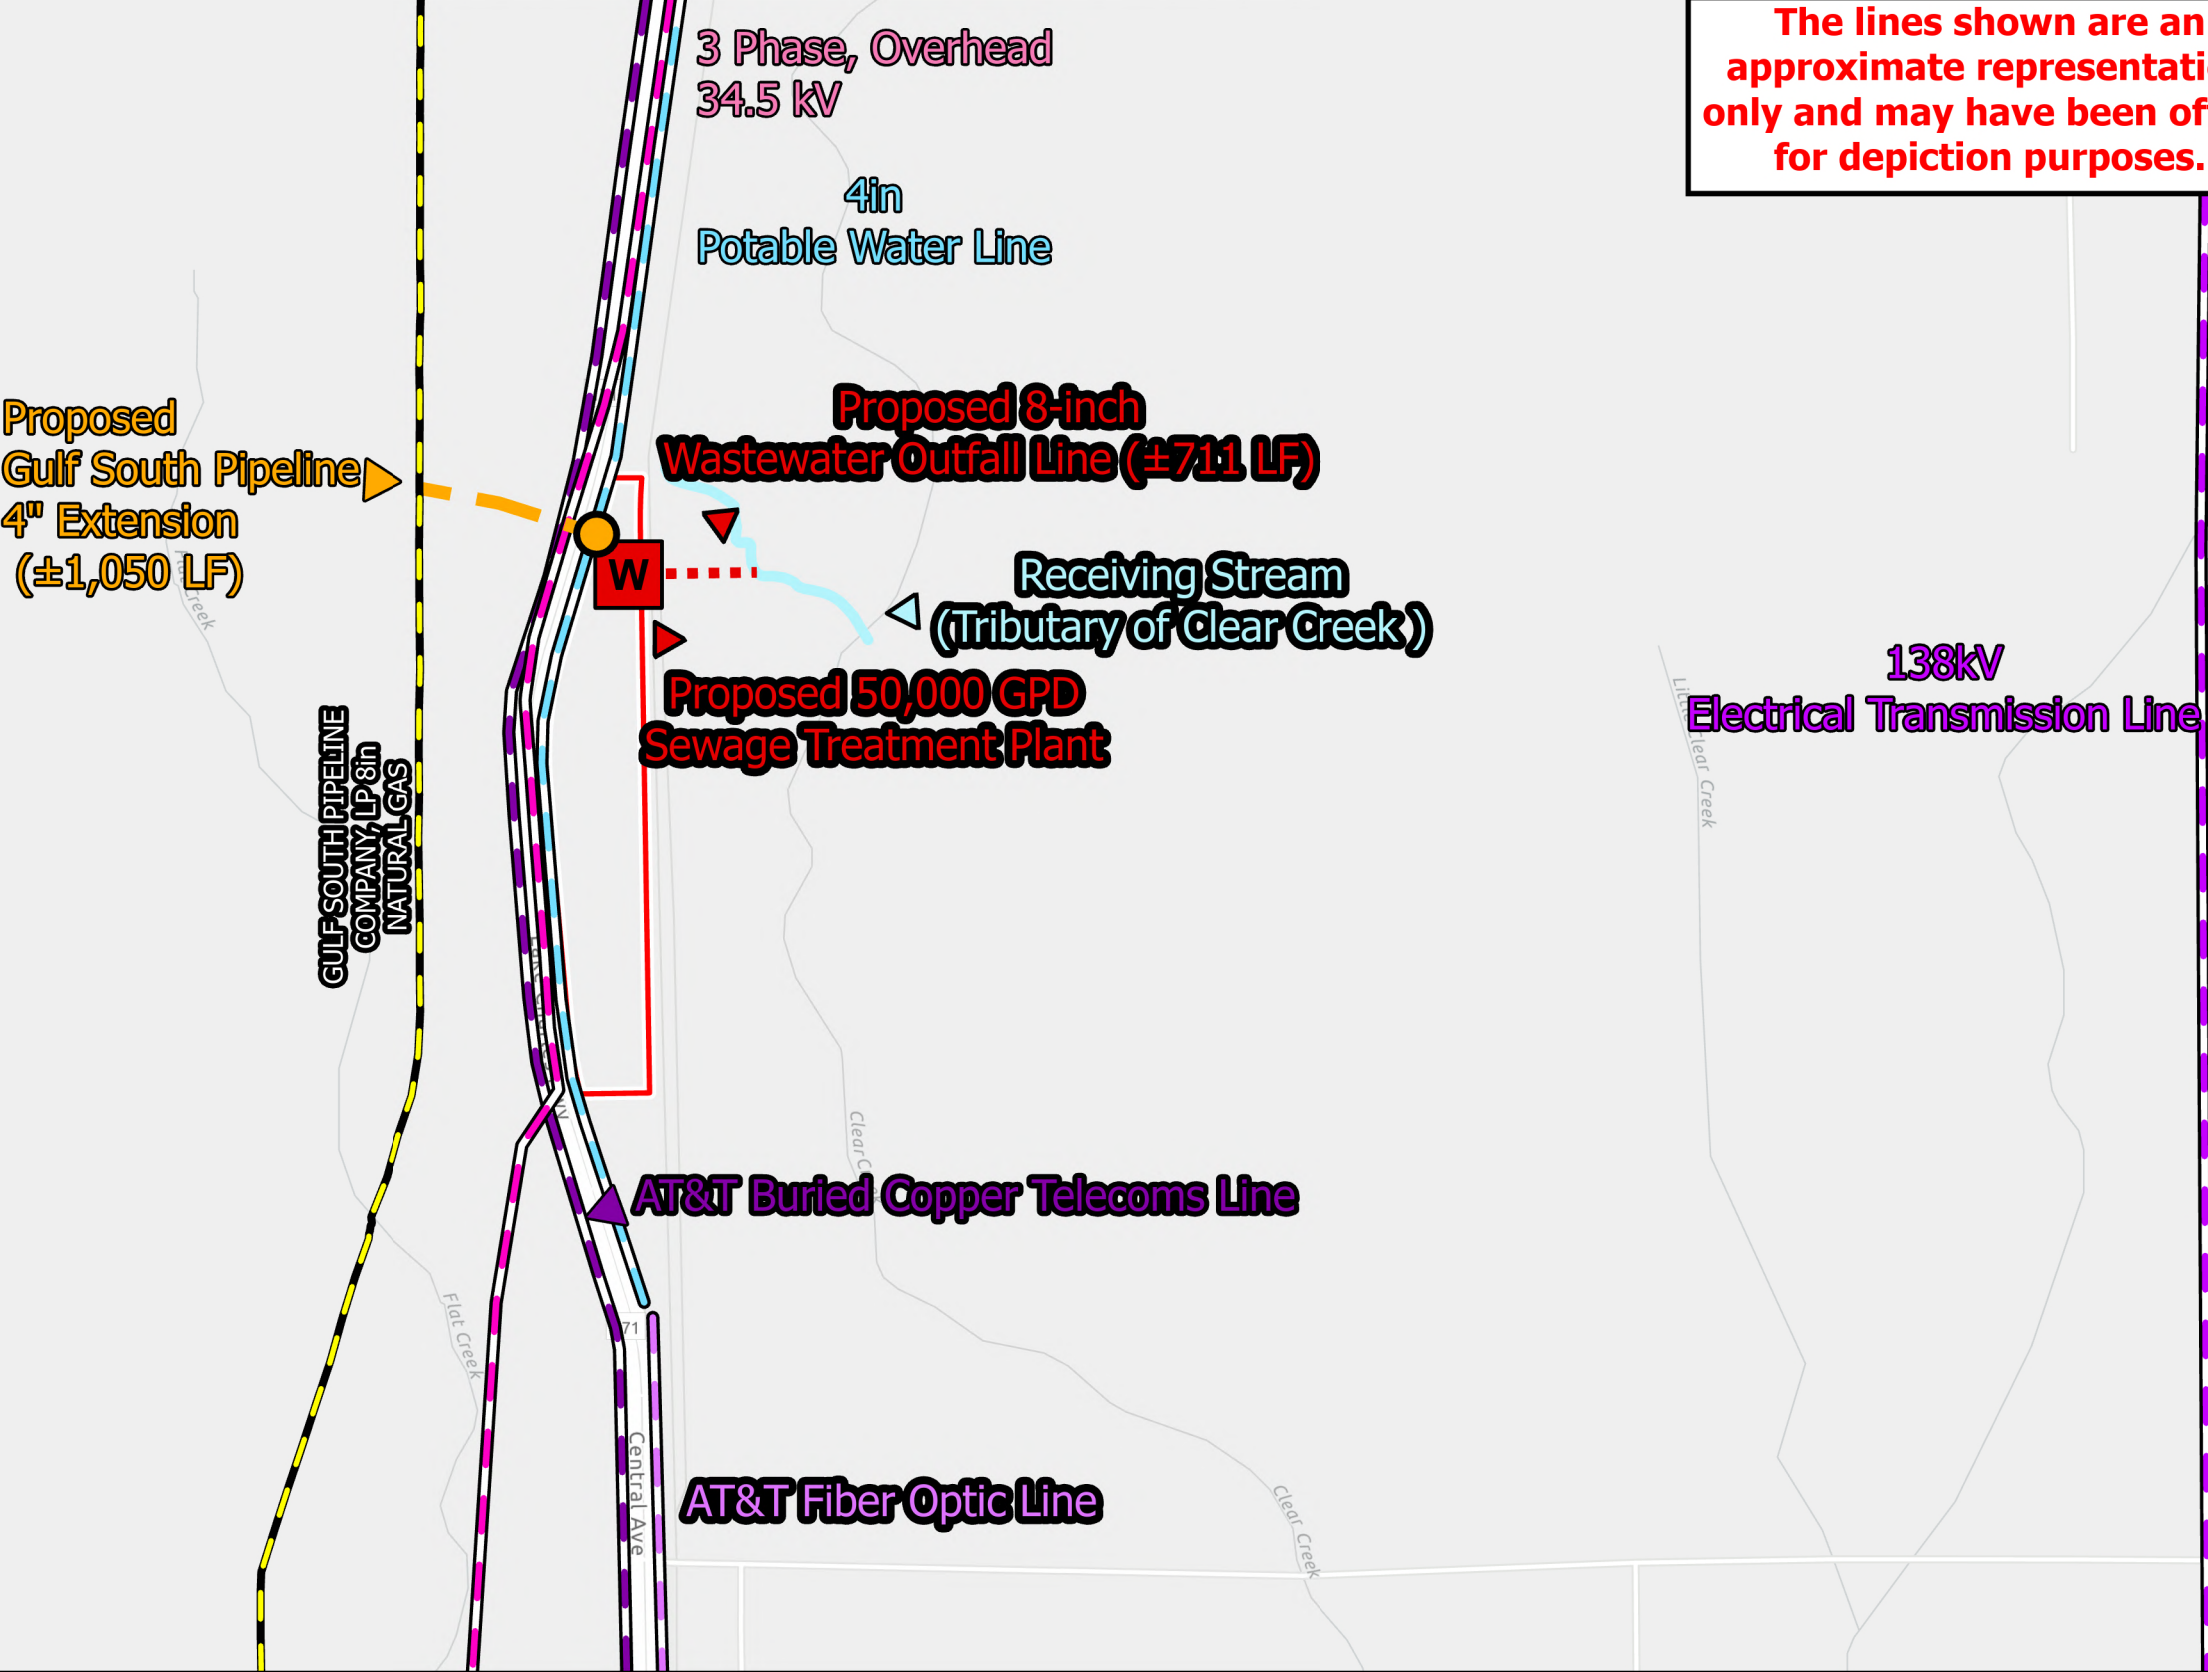 The lines shown are an
approximate
only and may have been
for depiction purposes.
3 Phase, Overhead
34.5 kV
4in
Potable Water Line
Proposed
Gulf South Pipeline
4" Extension
(±1,050 LF)
Proposed 8-inch
Wastewater Outfall Line (±711 LF)
W
Receiving Stream
(Tributary of Clear Creek )
Proposed 50,000 GPD
Sewage Treatment Plant
138kV
Electrical Transmission Line
Creek
Little Clear Creek
GULF SOUTH PIPELINE
COMPANY, LP 8in
NATURAL GAS
Clear
AT&T Buried Copper Telecoms Line
Flat Creek
71
Central Ave
AT&T Fiber Optic Line
Clear Creek